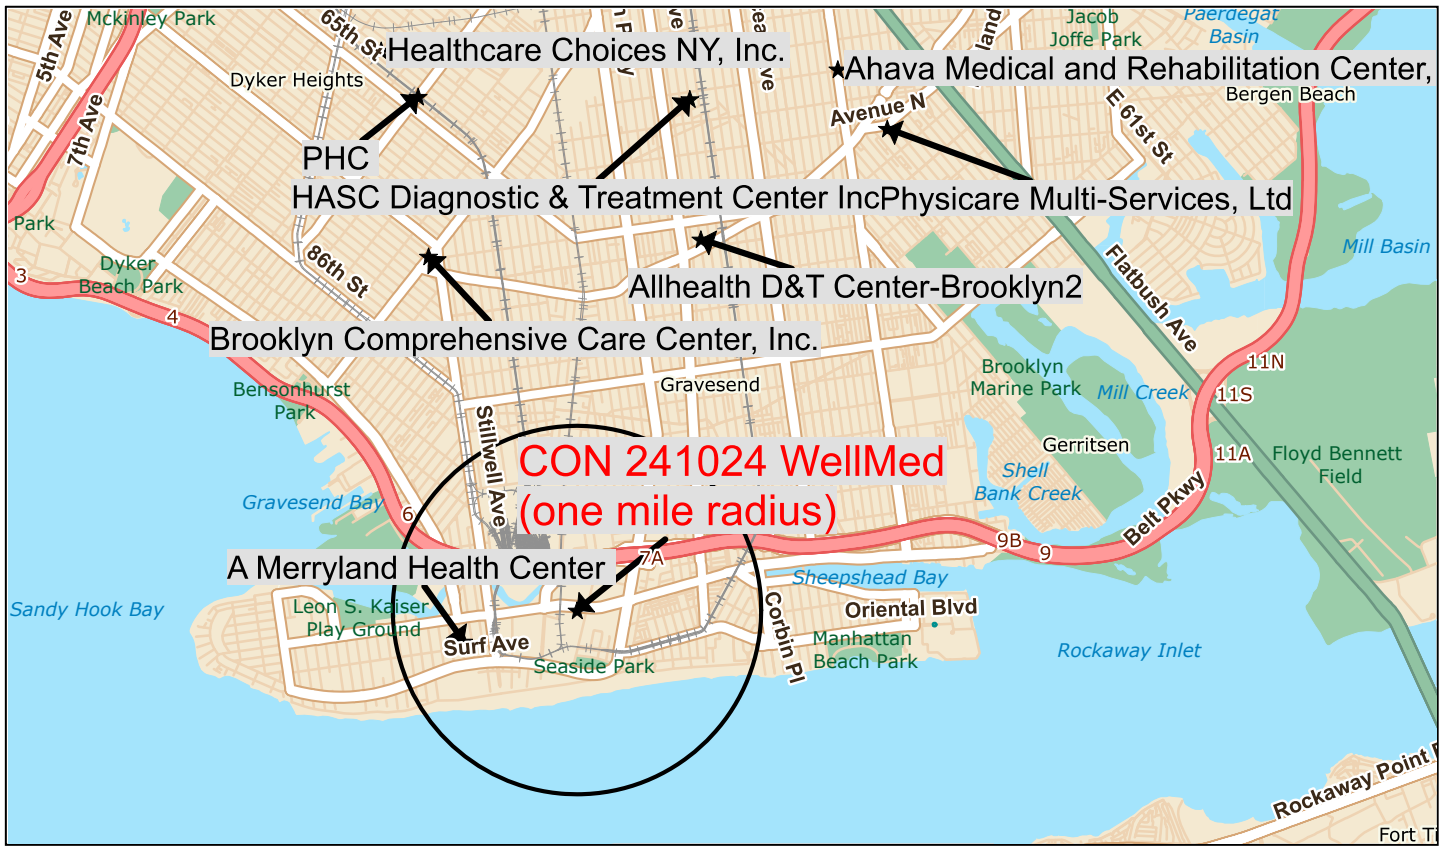 Mckinley Park
65th St
5th Ave
7th Ave
Healthcare Choices NY, Inc.
Jacob
Joffe Park
Paerdegat
Basin
Dyker Heights
Ahava Medical and Rehabilitation Center,
Bergen Beach
Avenue N
E 61st St
PHC
HASC Diagnostic & Treatment Center Inc
Physicare Multi-Services, Ltd
Park
Dyker
Beach Park
86th St
Mill Basin
3
4
Flatbush Ave
Allhealth D&T Center-Brooklyn2
Brooklyn Comprehensive Care Center, Inc.
Bensonhurst
Park
Gravesend
Brooklyn
Marine Park
Mill Creek
11N
11S
11A
Stillwell Ave
CON 241024 WellMed
(one mile radius)
Gerritsen
Shell
Bank Creek
Floyd Bennett
Field
Gravesend Bay
6
Belt Pkwy
9B
9
7A
A Merryland Health Center
Sheepshead Bay
Sandy Hook Bay
Leon S. Kaiser
Play Ground
Surf Ave
Corbin Pl
Oriental Blvd
Manhattan
Beach Park
Seaside Park
Rockaway Inlet
Rockaway Point
Fort Ti